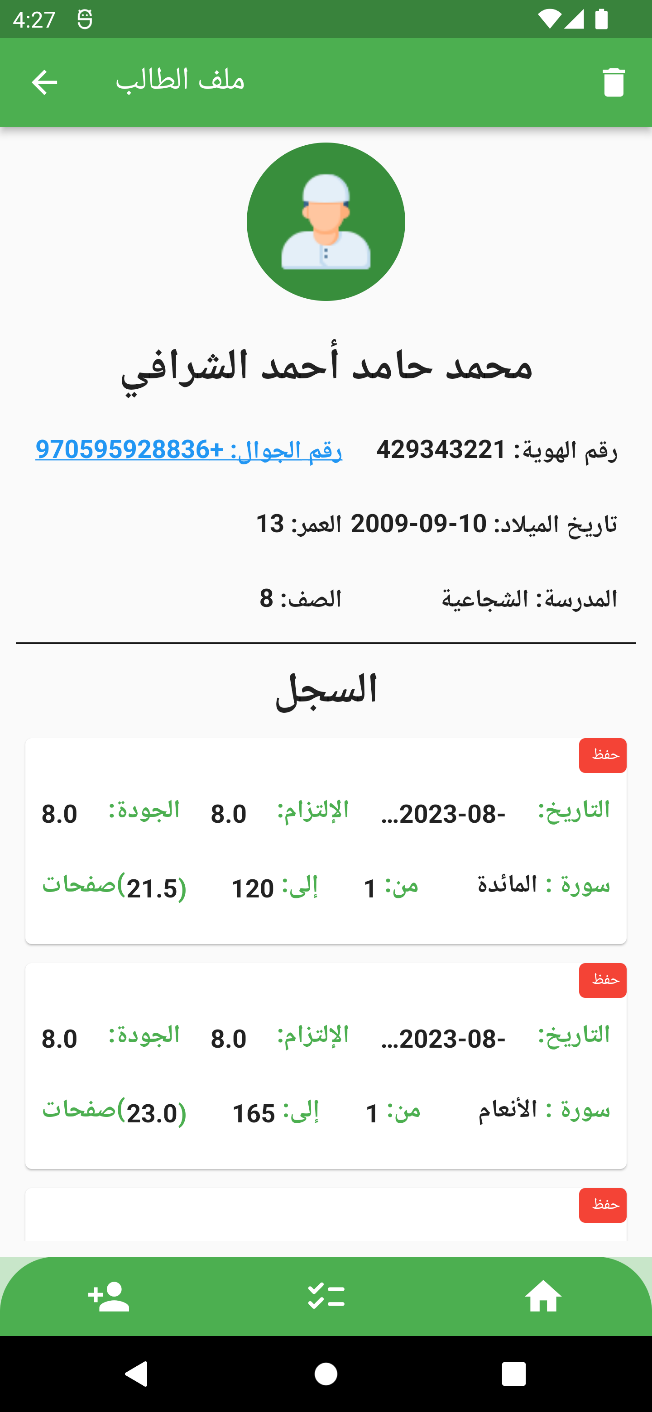 4:27
ملف الطالب
محمد حامد أحمد الشرافي
رقم الهوية: 429343221 رقم الجوال: +970595928836
تاريخ الميلاد: 10-09-2009 العمر: 13
المدرسة: الشجاعية الصف: 8
السجل
حفظ
التاريخ: 2023-08-... الإلتزام: 8.0 الجودة: 8.0
سورة : المائدة من: 1 إلى: 120 (21.5)صفحات
حفظ
التاريخ: 2023-08-... الإلتزام: 8.0 الجودة: 8.0
سورة : الأنعام من: 1 إلى: 165 (23.0)صفحات
حفظ